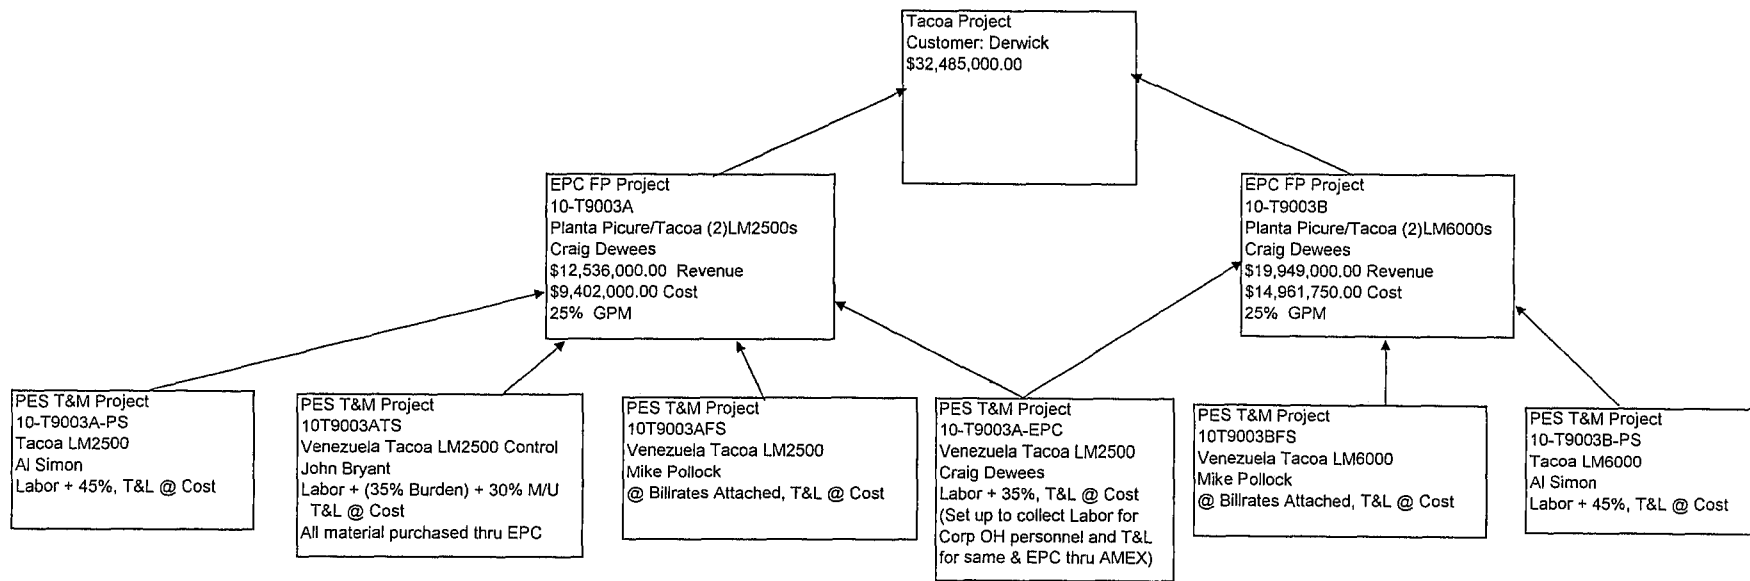 Tacoa Project
Customer: Derwick
$32,485,000.00
EPC FP Project
10-T9003A
Planta Picure/Tacoa (2)LM2500s
Craig Dewees
$12,536,000.00 Revenue
$9,402,000.00 Cost
25% GPM
EPC FP Project
10-T9003B
Planta Picure/Tacoa (2)LM6000s
Craig Dewees
$19,949,000.00 Revenue
$14,961,750.00 Cost
25% GPM
PES T&M Project
10-T9003A-PS
Tacoa LM2500
Al Simon
Labor + 45%, T&L @ Cost
PES T&M Project
10T9003ATS
Venezuela Tacoa LM2500 Control
John Bryant
Labor + (35% Burden) + 30% M/U
T&L @ Cost
All material purchased thru EPC
PES T&M Project
10T9003AFS
Venezuela Tacoa LM2500
Mike Pollock
@ Billrates Attached, T&L @ Cost
PES T&M Project
10-T9003A-EPC
Venezuela Tacoa LM2500
Craig Dewees
Labor + 35%, T&L @ Cost
(Set up to collect Labor for
Corp OH personnel and T&L
for same & EPC thru AMEX)
PES T&M Project
10T9003BFS
Venezuela Tacoa LM6000
Mike Pollock
@ Billrates Attached, T&L @ Cost
PES T&M Project
10-T9003B-PS
Tacoa LM6000
Al Simon
Labor + 45%, T&L @ Cost